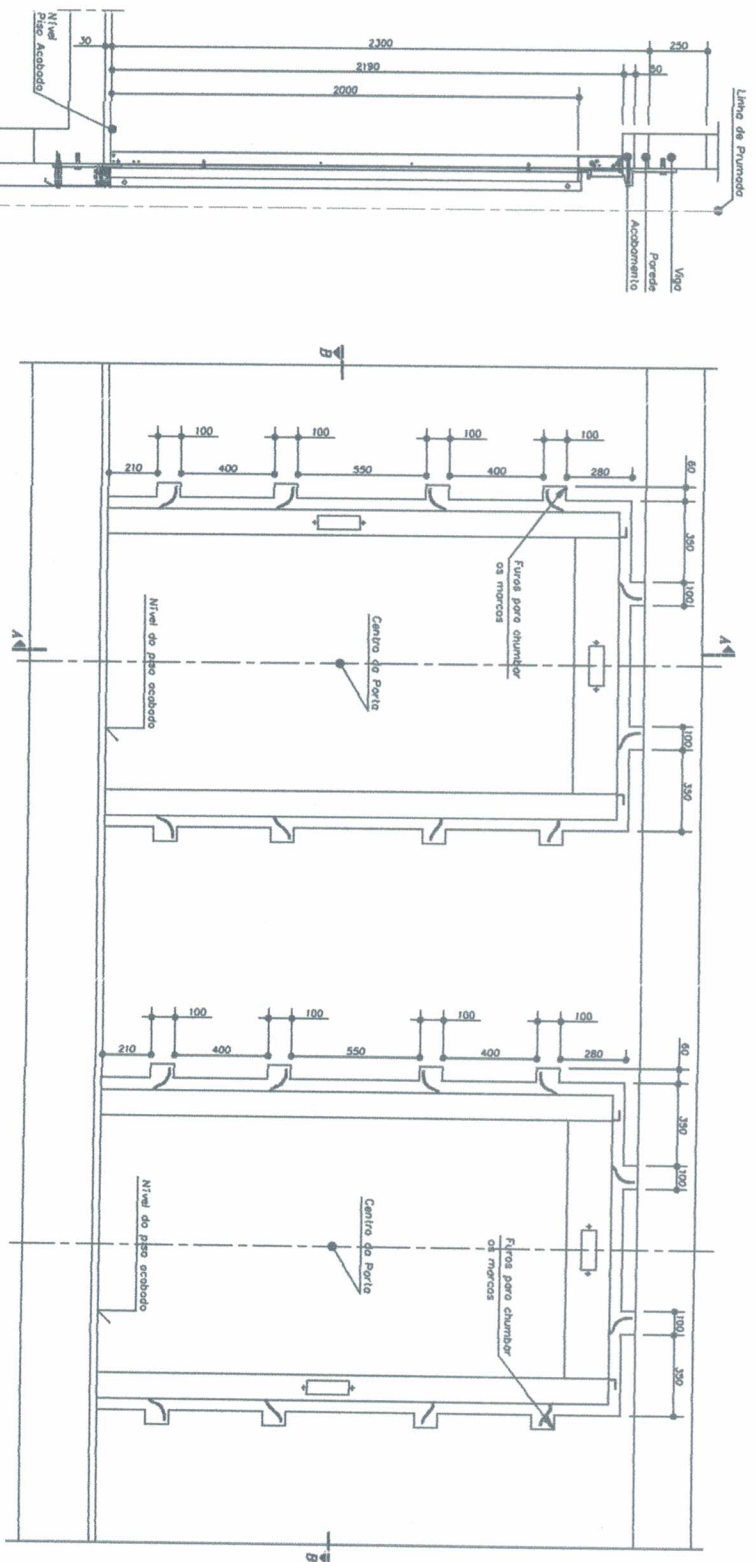 Linha de Prumada
Viga
Parede
Acabamento
250
50
2300
2190
2000
30
Nível
Piso Acabado
B
A
60
350
100
100
350
280
100
400
100
550
100
400
100
210
Furos para chumbar
os marcos
Centro da Porta
Nível do piso acabado
A
60
350
100
100
350
280
100
400
100
550
100
400
100
210
Furos para chumbar
os marcos
Centro da Porta
Nível do piso acabado
B